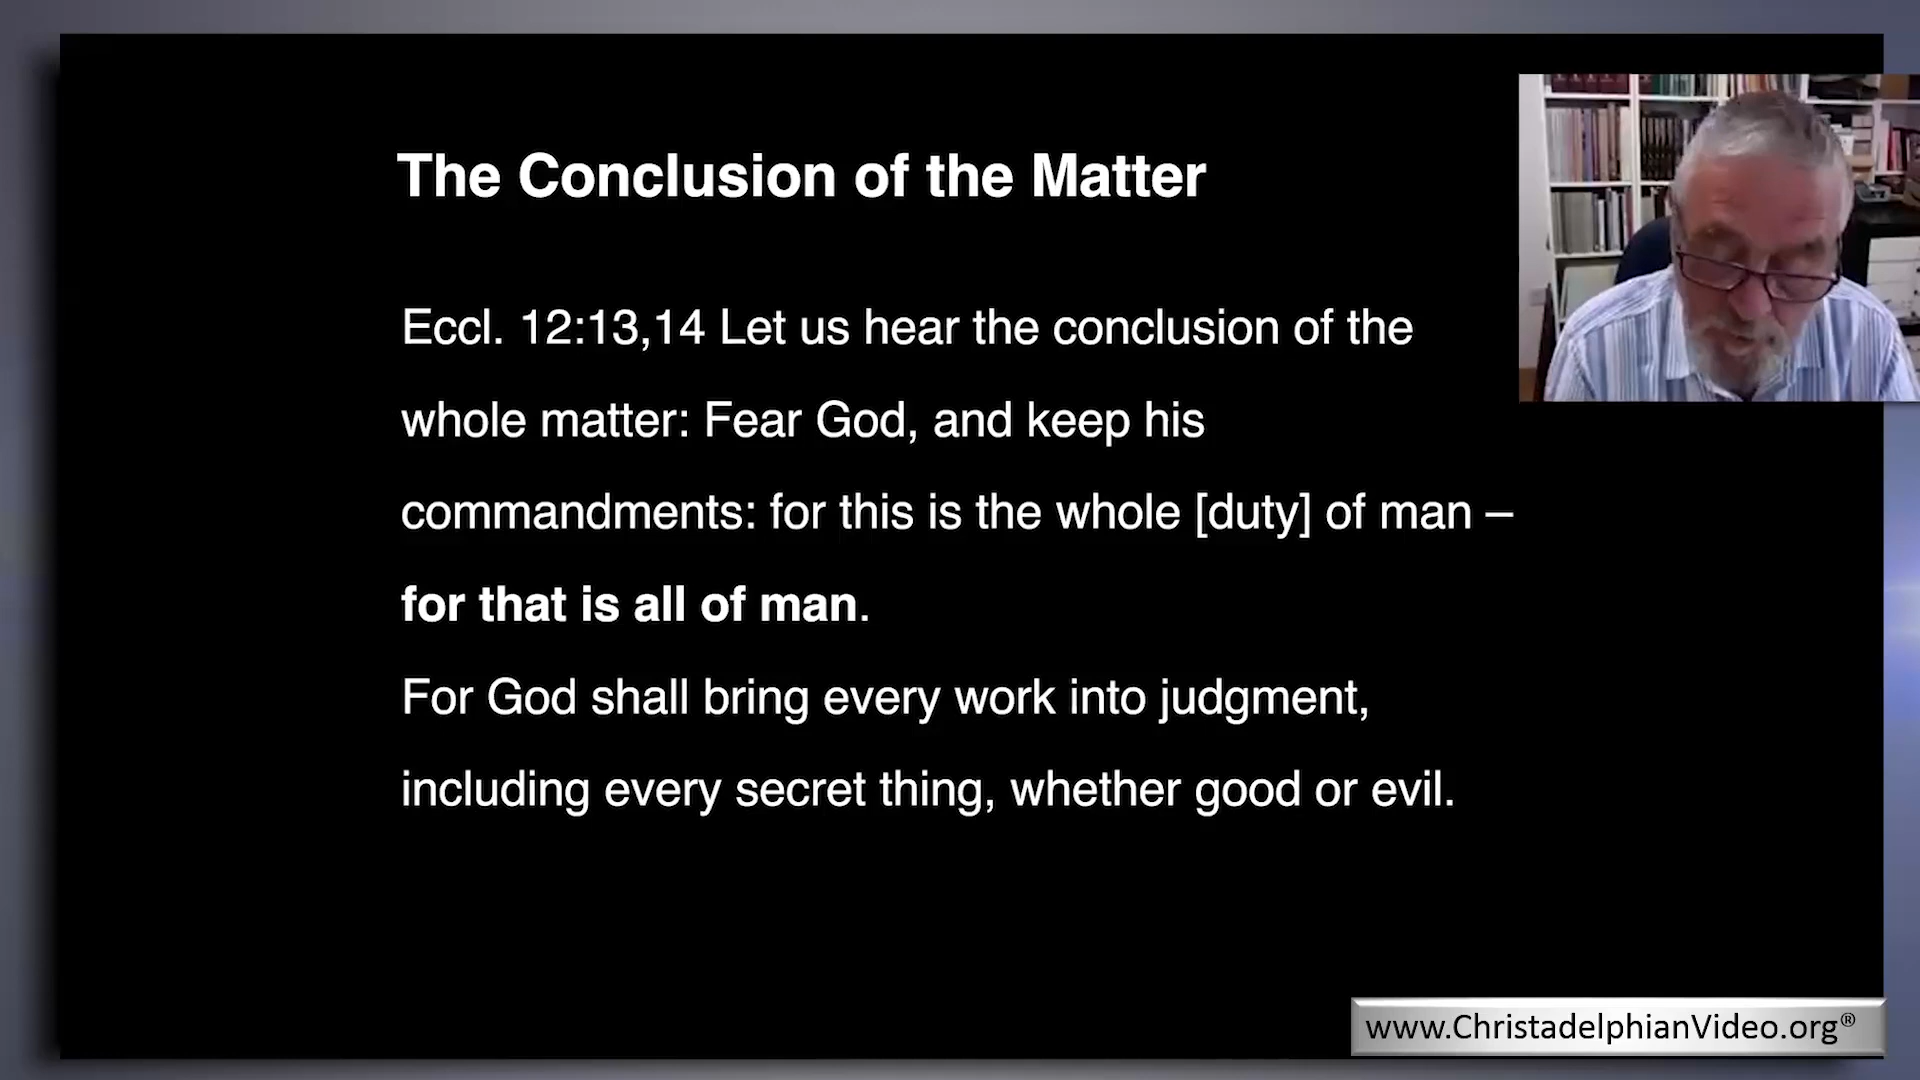 The Conclusion of the Matter
Eccl. 12:13,14 Let us hear the conclusion of the
whole matter: Fear God, and keep his
commandments: for this is the whole [duty] of man –
for that is all of man.
For God shall bring every work into judgment,
including every secret thing, whether good or evil.
www.ChristadelphianVideo.org®